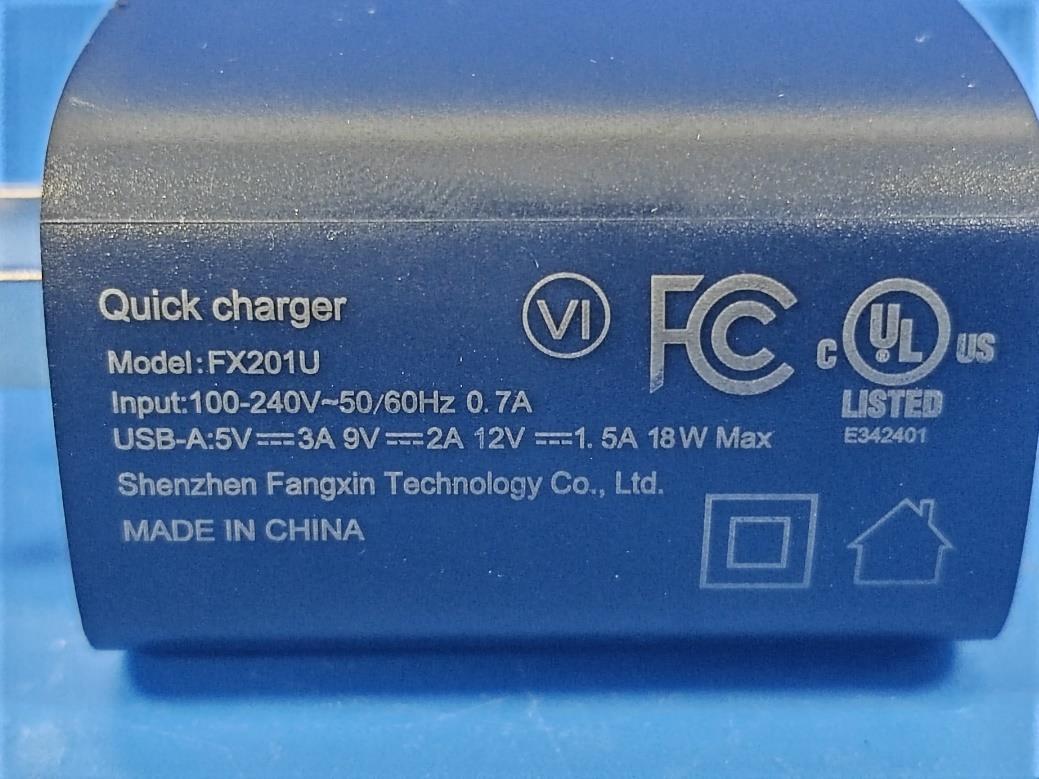 Quick charger
Model:FX201U
Input:100-240V~50/60Hz 0.7A
USB-A:5V⎓3A 9V⎓2A 12V⎓1.5A 18W Max
Shenzhen Fangxin Technology Co., Ltd.
MADE IN CHINA
VI
FC
C UL® US
LISTED
E342401